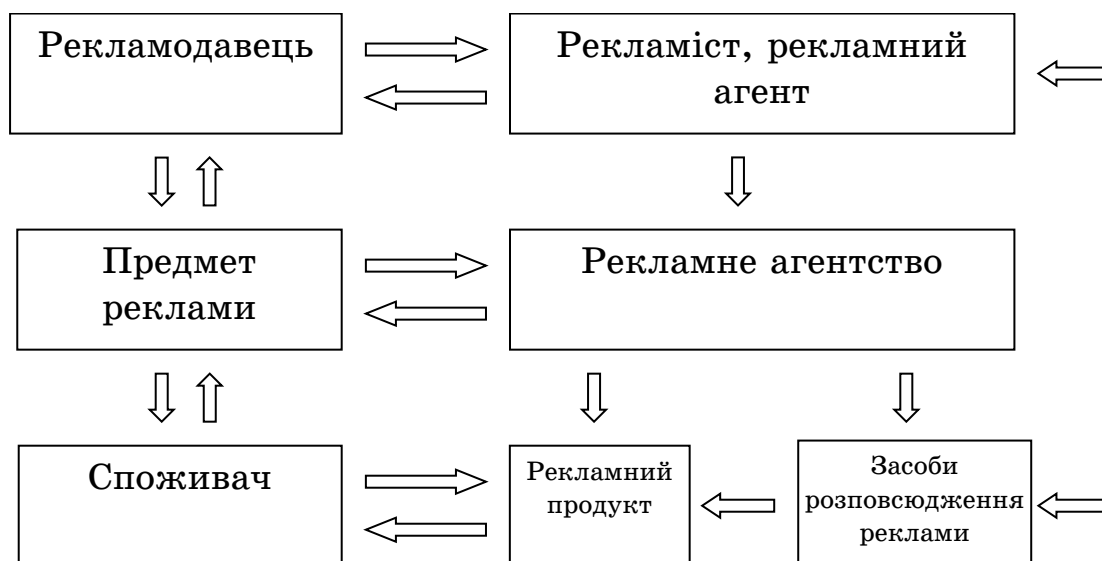 Рекламодавець
Рекламіст, рекламний
агент
Предмет
реклами
Рекламне агентство
Споживач
Рекламний
продукт
Засоби
розповсюдження
реклами